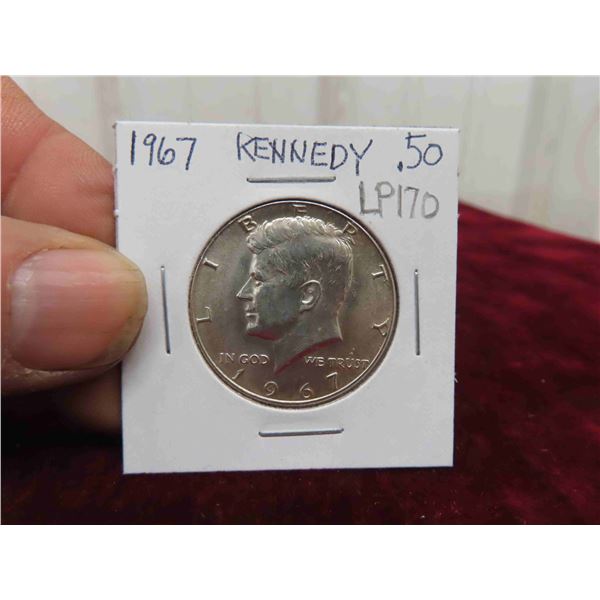 1967 KENNEDY .50
LP170
LIBERTY
IN GOD WE TRUST
1967